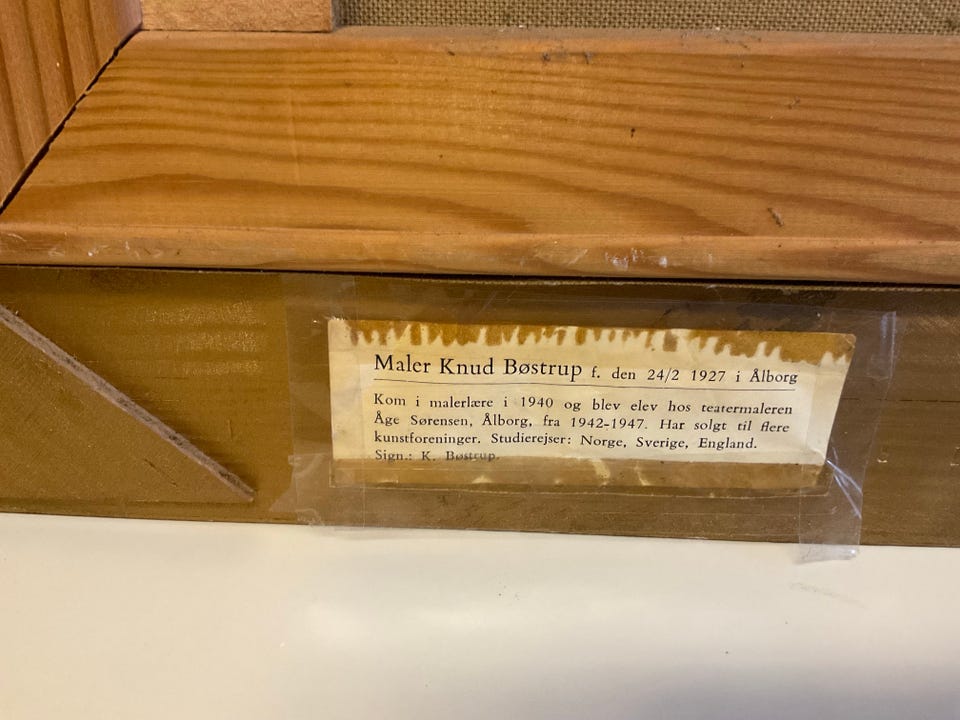 Maler Knud Bøstrup f. den 24/2 1927 i Ålborg
Kom i malerlære i 1940 og blev elev hos teatermaleren
Åge Sørensen, Ålborg, fra 1942-1947. Har solgt til flere
kunstforeninger. Studierejser: Norge, Sverige, England.
Sign.: K. Bøstrup.